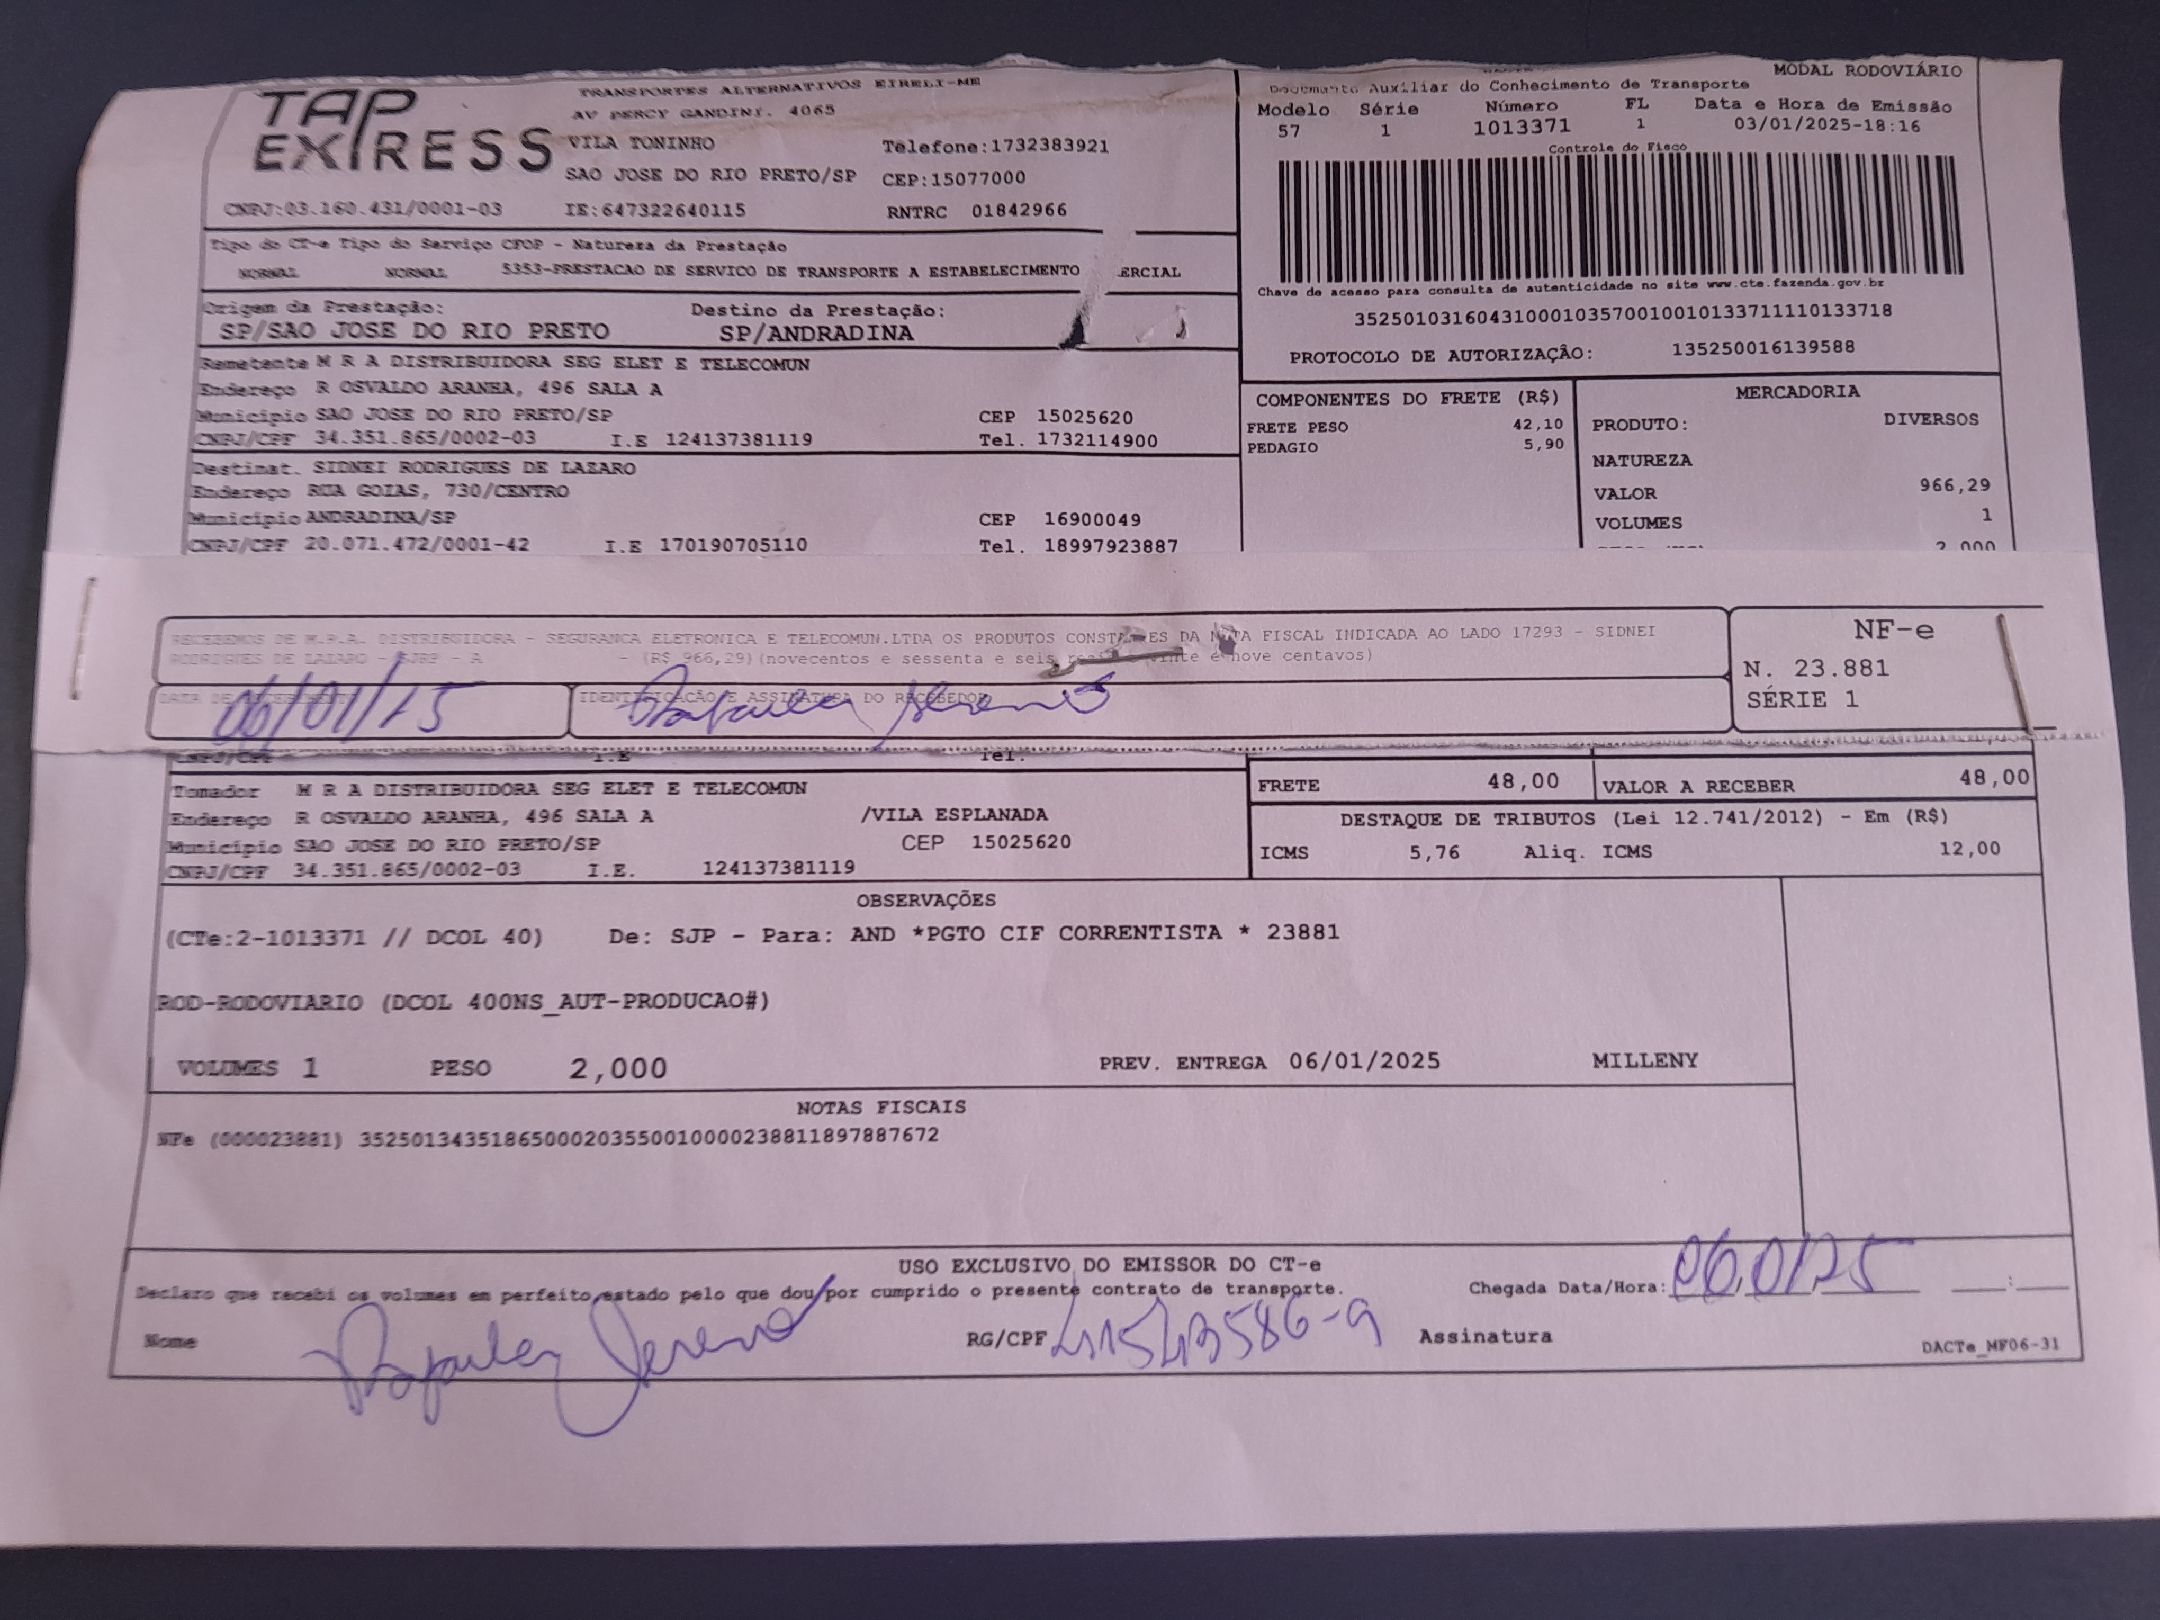 TAP EXPRESS
TRANSPORTES ALTERNATIVOS EIRELI-ME
AV PERCY GANDINI, 4065
VILA TONINHO Telefone:1732383921
SAO JOSE DO RIO PRETO/SP CEP:15077000
CNPJ:03.160.431/0001-03 IE:647322640115 RNTRC 01842966
MODAL RODOVIÁRIO
Documento Auxiliar do Conhecimento de Transporte
Modelo Série Número FL Data e Hora de Emissão
57 1 1013371 1 03/01/2025-18:16
Controle do Fisco
Chave de acesso para consulta de autenticidade no site www.cte.fazenda.gov.br
35250103160431000103570010010133711110133718
PROTOCOLO DE AUTORIZAÇÃO: 135250016139588
Tipo do CT-e Tipo do Serviço CFOP - Natureza da Prestação
NORMAL NORMAL 5353-PRESTACAO DE SERVICO DE TRANSPORTE A ESTABELECIMENTO ERCIAL
Origem da Prestação: Destino da Prestação:
SP/SAO JOSE DO RIO PRETO SP/ANDRADINA
Remetente M R A DISTRIBUIDORA SEG ELET E TELECOMUN
Endereço R OSVALDO ARANHA, 496 SALA A
Município SAO JOSE DO RIO PRETO/SP CEP 15025620
CNPJ/CPF 34.351.865/0002-03 I.E 124137381119 Tel. 1732114900
Destinat. SIDNEI RODRIGUES DE LAZARO
Endereço RUA GOIAS, 730/CENTRO
Município ANDRADINA/SP CEP 16900049
CNPJ/CPF 20.071.472/0001-42 I.E 170190705110 Tel. 18997923887
COMPONENTES DO FRETE (R$)
FRETE PESO 42,10
PEDAGIO 5,90
MERCADORIA
PRODUTO: DIVERSOS
NATUREZA
VALOR 966,29
VOLUMES 1
2,000
RECEBEMOS DE M.R.A. DISTRIBUIDORA - SEGURANCA ELETRONICA E TELECOMUN.LTDA OS PRODUTOS CONSTANTES DA NOTA FISCAL INDICADA AO LADO 17293 - SIDNEI
RODRIGUES DE LAZARO - SJRP - A - (R$ 966,29)(novecentos e sessenta e seis reais e vinte e nove centavos)
DATA DE RECEBIMENTO IDENTIFICAÇÃO E ASSINATURA DO RECEBEDOR
NF-e
N. 23.881
SÉRIE 1
CNPJ/CPF I.E Tel.
Tomador M R A DISTRIBUIDORA SEG ELET E TELECOMUN
Endereço R OSVALDO ARANHA, 496 SALA A /VILA ESPLANADA
Município SAO JOSE DO RIO PRETO/SP CEP 15025620
CNPJ/CPF 34.351.865/0002-03 I.E. 124137381119
FRETE 48,00 VALOR A RECEBER 48,00
DESTAQUE DE TRIBUTOS (Lei 12.741/2012) - Em (R$)
ICMS 5,76 Aliq. ICMS 12,00
OBSERVAÇÕES
(CTe:2-1013371 // DCOL 40) De: SJP - Para: AND *PGTO CIF CORRENTISTA * 23881
ROD-RODOVIARIO (DCOL 400NS_AUT-PRODUCAO#)
VOLUMES 1 PESO 2,000 PREV. ENTREGA 06/01/2025 MILLENY
NOTAS FISCAIS
NFe (000023881) 35250134351865000203550010000238811897887672
USO EXCLUSIVO DO EMISSOR DO CT-e
Declaro que recebi os volumes em perfeito estado pelo que dou por cumprido o presente contrato de transporte. Chegada Data/Hora: 06 01 25
Nome RG/CPF 41543586-9 Assinatura
DACTe_MF06-31